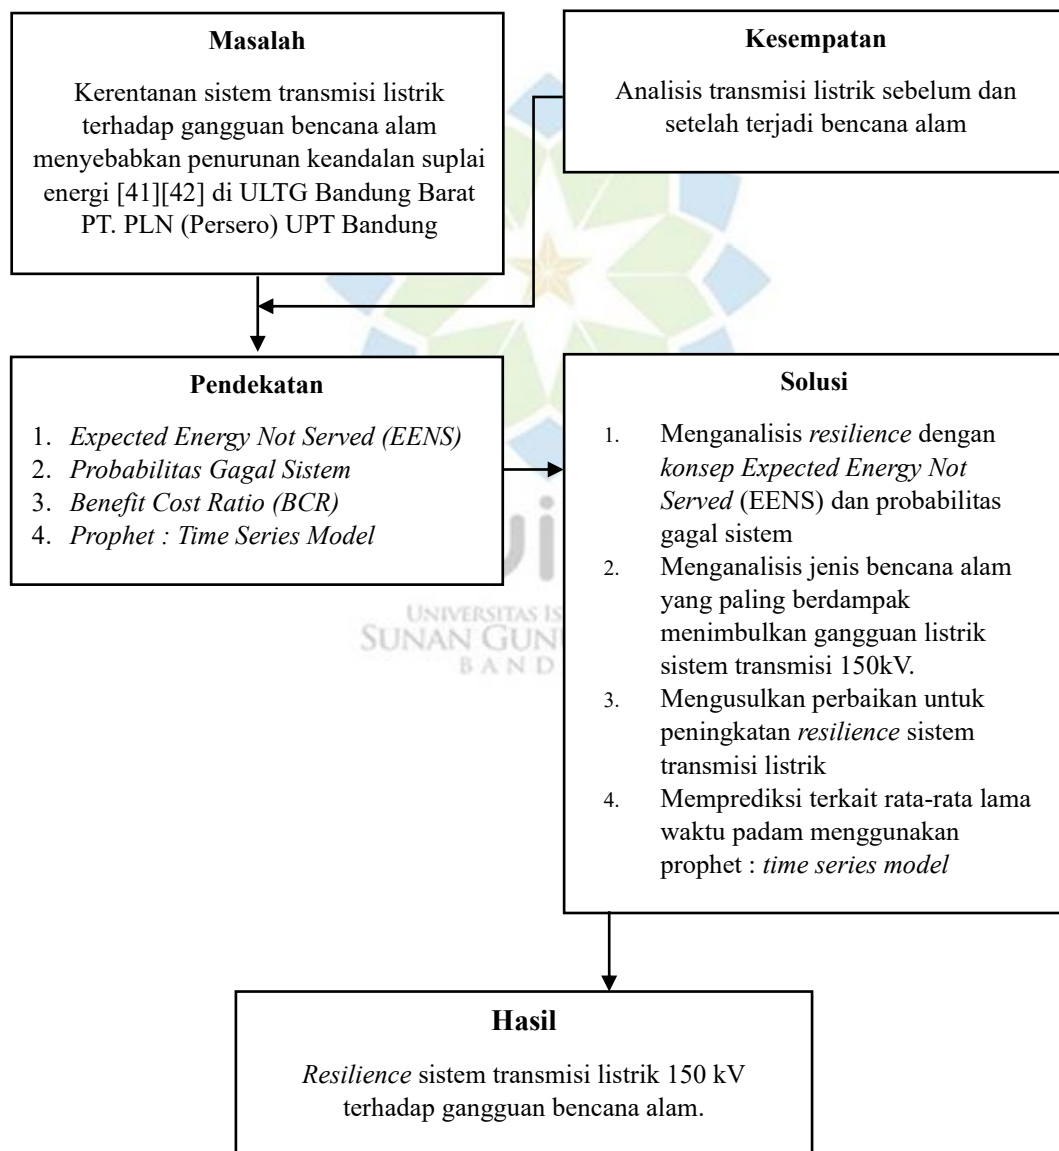 Masalah
Kerentanan sistem transmisi listrik
terhadap gangguan bencana alam
menyebabkan penurunan keandalan suplai
energi [41][42] di ULTG Bandung Barat
PT. PLN (Persero) UPT Bandung
Kesempatan
Analisis transmisi listrik sebelum dan
setelah terjadi bencana alam
Pendekatan
1. Expected Energy Not Served (EENS)
2. Probabilitas Gagal Sistem
3. Benefit Cost Ratio (BCR)
4. Prophet : Time Series Model
Solusi
1. Menganalisis resilience dengan
konsep Expected Energy Not
Served (EENS) dan probabilitas
gagal sistem
2. Menganalisis jenis bencana alam
yang paling berdampak
menimbulkan gangguan listrik
sistem transmisi 150kV.
3. Mengusulkan perbaikan untuk
peningkatan resilience sistem
transmisi listrik
4. Memprediksi terkait rata-rata lama
waktu padam menggunakan
prophet : time series model
UNIVERSITAS
SUNAN
Hasil
Resilience sistem transmisi listrik 150 kV
terhadap gangguan bencana alam.